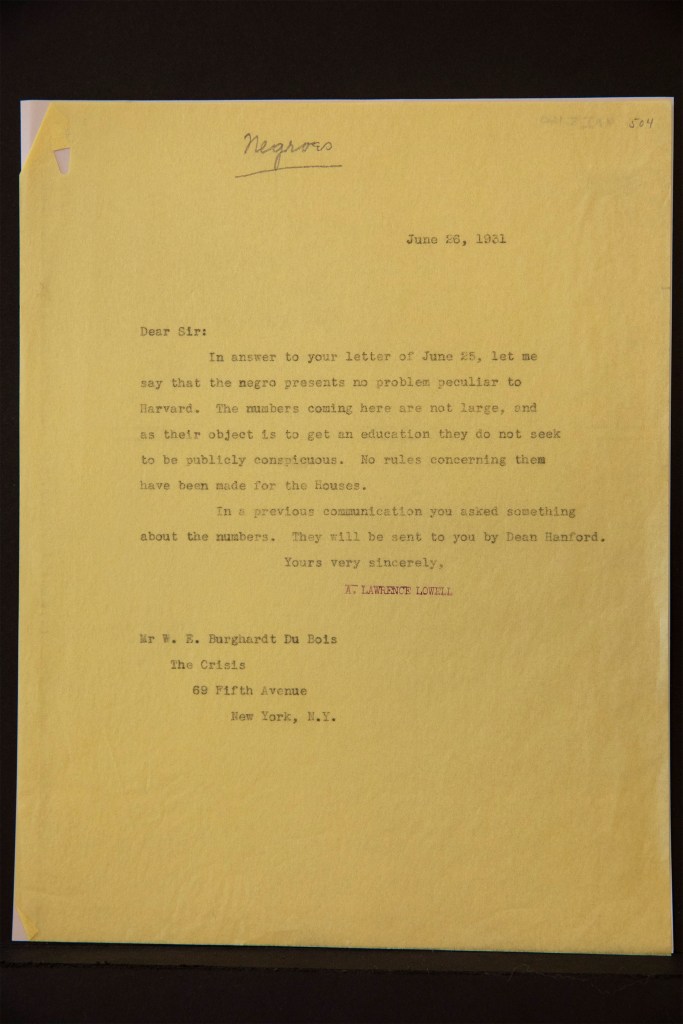 504
Negroes
June 26, 1931
Dear Sir:
In answer to your letter of June 25, let me
say that the negro presents no problem peculiar to
Harvard. The numbers coming here are not large, and
as their object is to get an education they do not seek
to be publicly conspicuous. No rules concerning them
have been made for the Houses.
In a previous communication you asked something
about the numbers. They will be sent to you by Dean Hanford.
Yours very sincerely,
A. LAWRENCE LOWELL
Mr W. E. Burghardt Du Bois
The Crisis
69 Fifth Avenue
New York, N.Y.